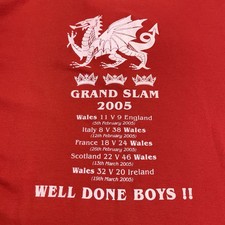 GRAND SLAM
2005
Wales 11 V 9 England
(5th February 2005)
Italy 8 V 38 Wales
(12th February 2005)
France 18 V 24 Wales
(26th February 2005)
Scotland 22 V 46 Wales
(13th March 2005)
Wales 32 V 20 Ireland
(19th March 2005)
WELL DONE BOYS !!